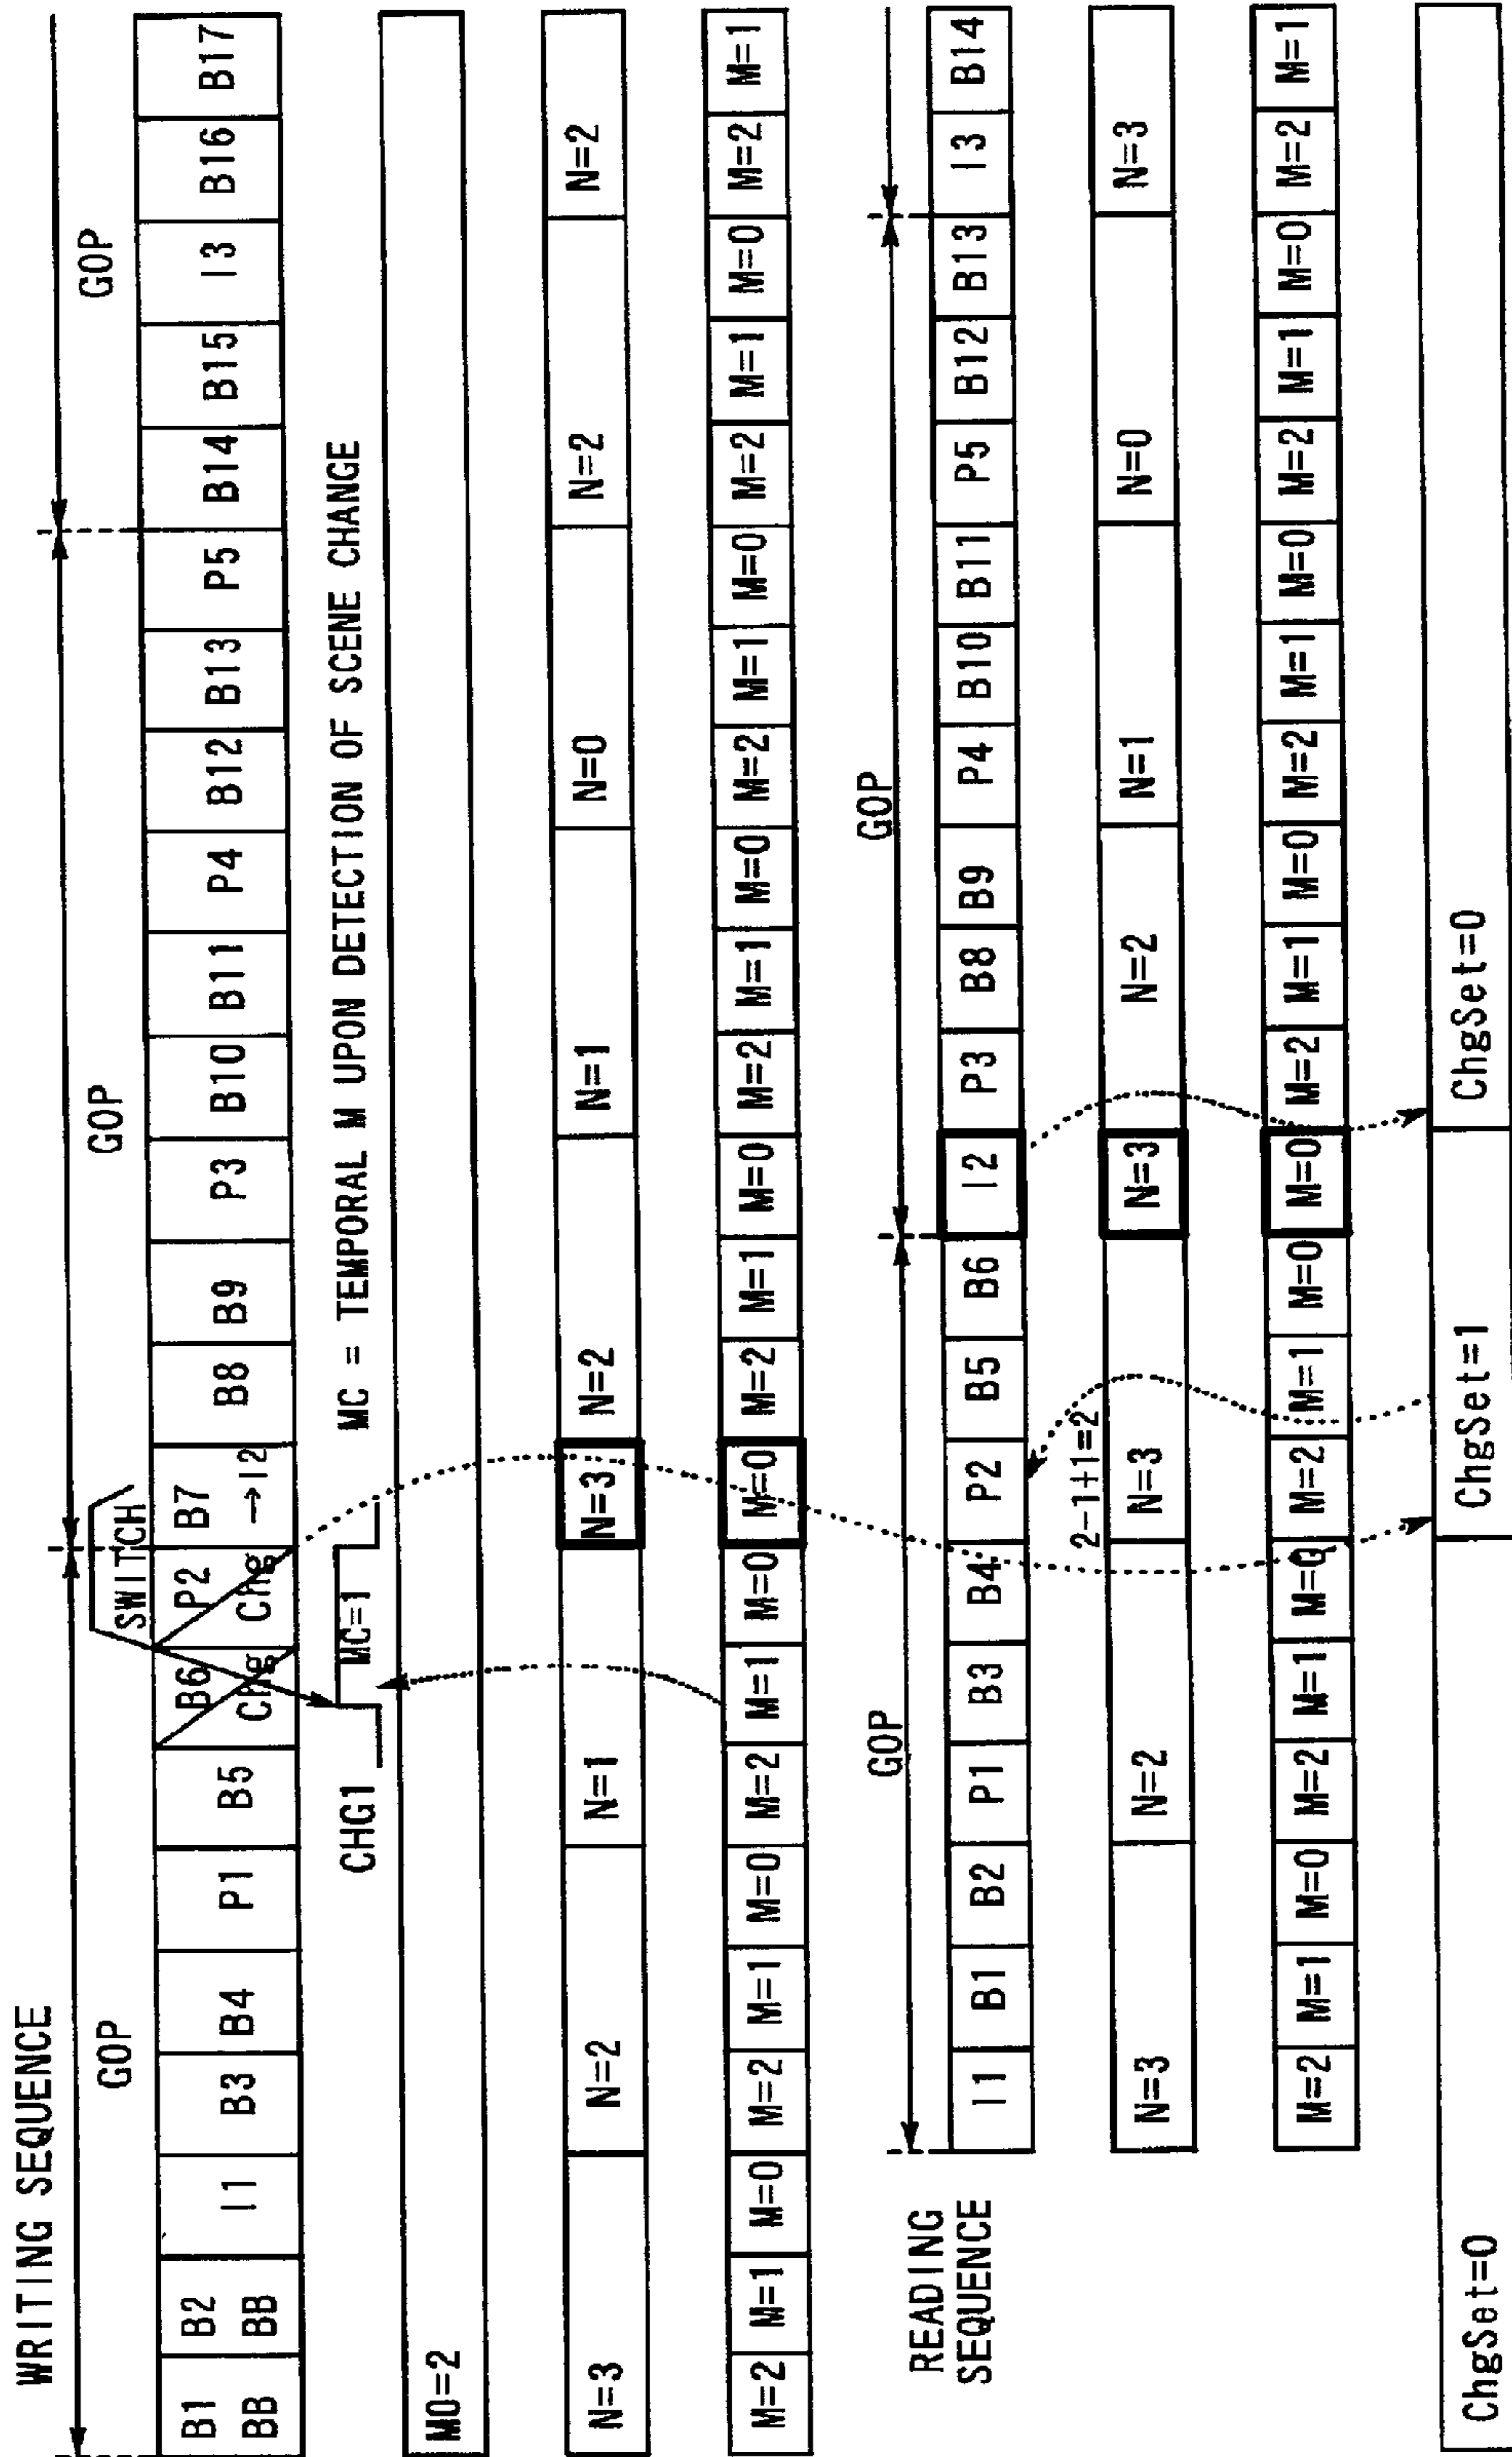 WRITING SEQUENCE
GOP GOP GOP
SWITCH
B1 B2 I1 B3 B4 P1 B5 B6 P2 B7 B8 B9 P3 B10 B11 P4 B12 B13 P5 B14 B15 I3 B16 B17
BB BB Chg Chg →I2
CHG1 MC=1 MC = TEMPORAL M UPON DETECTION OF SCENE CHANGE
M0=2
N=3 N=2 N=1 N=3 N=2 N=1 N=0 N=2 N=2
M=2 M=1 M=0 M=2 M=1 M=0 M=2 M=1 M=0 M=0 M=2 M=1 M=0 M=2 M=1 M=0 M=2 M=1 M=0 M=2 M=1 M=0 M=2 M=1
GOP GOP
READING
SEQUENCE
I1 B1 B2 P1 B3 B4 P2 B5 B6 I2 P3 B8 B9 P4 B10 B11 P5 B12 B13 I3 B14
2-1+1=2
N=3 N=2 N=3 N=3 N=2 N=1 N=0 N=3
M=2 M=1 M=0 M=2 M=1 M=0 M=2 M=1 M=0 M=0 M=2 M=1 M=0 M=2 M=1 M=0 M=2 M=1 M=0 M=2 M=1
ChgSet=0 ChgSet=1 ChgSet=0